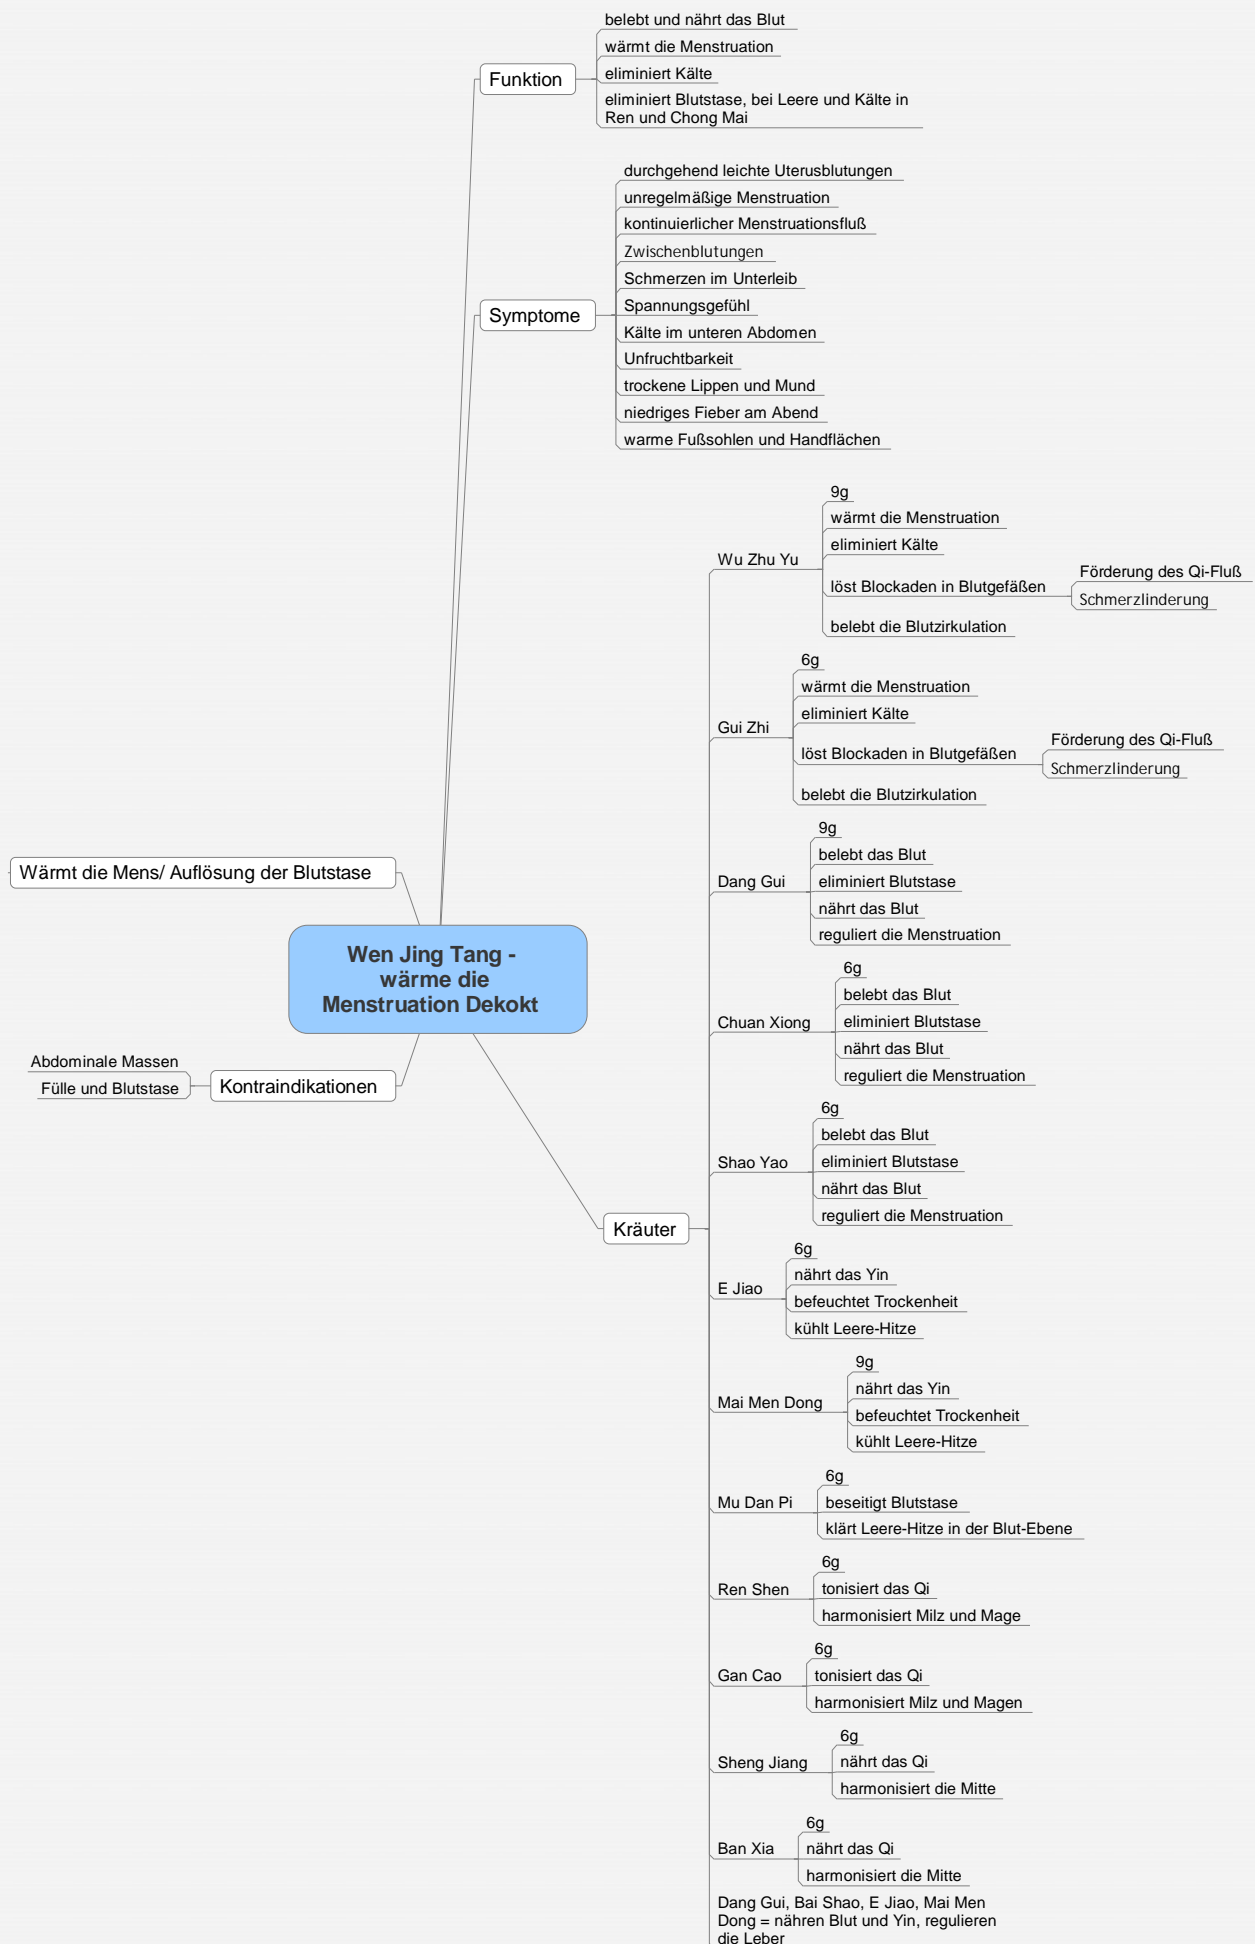 belebt und nährt das Blut
wärmt die Menstruation
Funktion
eliminiert Kälte
eliminiert Blutstase, bei Leere und Kälte in
Ren und Chong Mai
durchgehend leichte Uterusblutungen
unregelmäßige Menstruation
kontinuierlicher Menstruationsfluß
Zwischenblutungen
Schmerzen im Unterleib
Symptome
Spannungsgefühl
Kälte im unteren Abdomen
Unfruchtbarkeit
trockene Lippen und Mund
niedriges Fieber am Abend
warme Fußsohlen und Handflächen
Wärmt die Mens/ Auflösung der Blutstase
Wen Jing Tang -
wärme die
Menstruation Dekokt
Abdominale Massen
Fülle und Blutstase
Kontraindikationen
Kräuter
Wu Zhu Yu
9g
wärmt die Menstruation
eliminiert Kälte
löst Blockaden in Blutgefäßen
Förderung des Qi-Fluß
Schmerzlinderung
belebt die Blutzirkulation
Gui Zhi
6g
wärmt die Menstruation
eliminiert Kälte
löst Blockaden in Blutgefäßen
Förderung des Qi-Fluß
Schmerzlinderung
belebt die Blutzirkulation
Dang Gui
9g
belebt das Blut
eliminiert Blutstase
nährt das Blut
reguliert die Menstruation
Chuan Xiong
6g
belebt das Blut
eliminiert Blutstase
nährt das Blut
reguliert die Menstruation
Shao Yao
6g
belebt das Blut
eliminiert Blutstase
nährt das Blut
reguliert die Menstruation
E Jiao
6g
nährt das Yin
befeuchtet Trockenheit
kühlt Leere-Hitze
Mai Men Dong
9g
nährt das Yin
befeuchtet Trockenheit
kühlt Leere-Hitze
Mu Dan Pi
6g
beseitigt Blutstase
klärt Leere-Hitze in der Blut-Ebene
Ren Shen
6g
tonisiert das Qi
harmonisiert Milz und Mage
Gan Cao
6g
tonisiert das Qi
harmonisiert Milz und Magen
Sheng Jiang
6g
nährt das Qi
harmonisiert die Mitte
Ban Xia
6g
nährt das Qi
harmonisiert die Mitte
Dang Gui, Bai Shao, E Jiao, Mai Men
Dong = nähren Blut und Yin, regulieren
die Leber